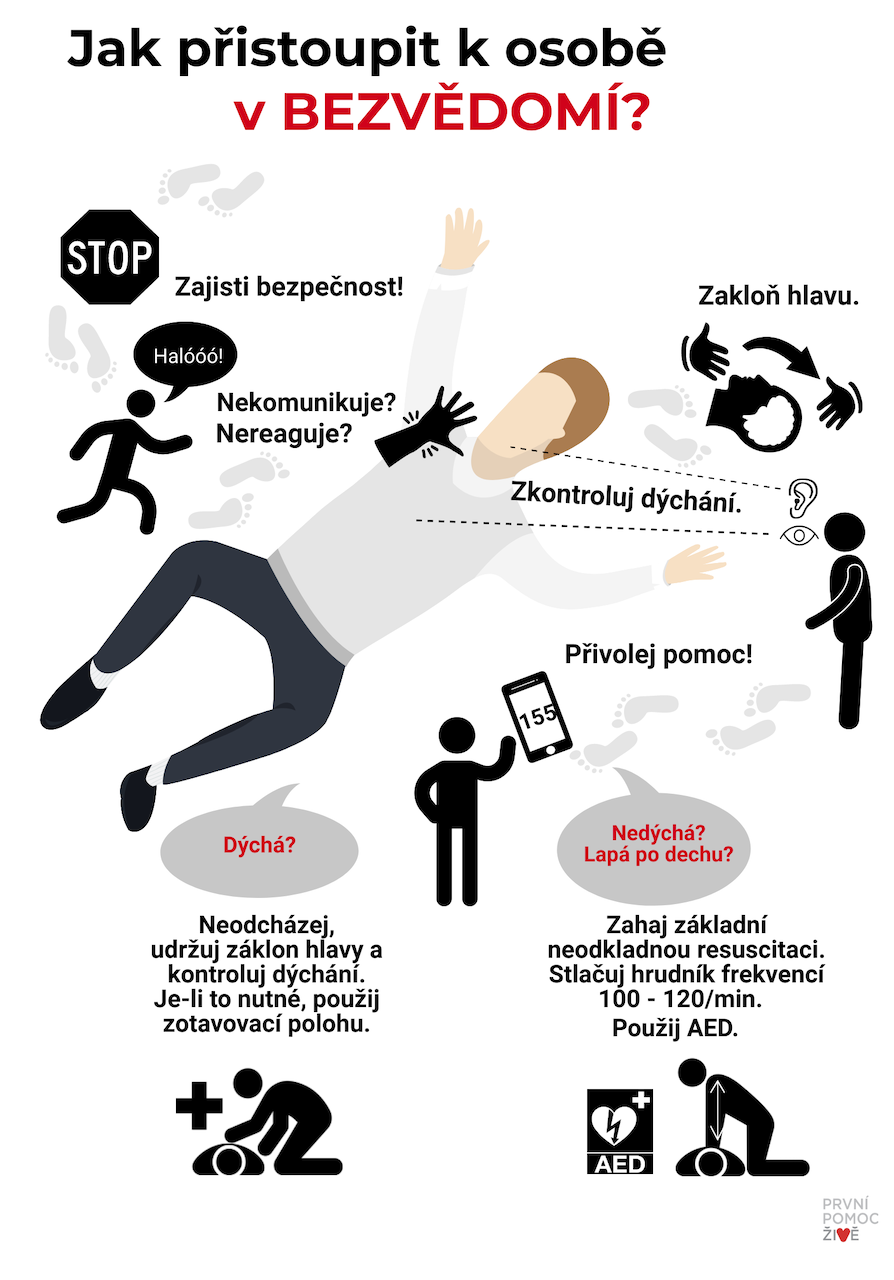 Jak přistoupit k osobě
v BEZVĚDOMÍ?
STOP
Zajisti bezpečnost!
Halóóó!
Nekomunikuje?
Nereaguje?
Zakloň hlavu.
Zkontroluj dýchání.
Přivolej pomoc!
155
Dýchá?
Neodcházej,
udržuj záklon hlavy a
kontroluj dýchání.
Je-li to nutné, použij
zotavovací polohu.
Nedýchá?
Lapá po dechu?
Zahaj základní
neodkladnou resuscitaci.
Stlačuj hrudník frekvencí
100 - 120/min.
Použij AED.
AED
PRVNÍ
POMOC
ŽIVĚ